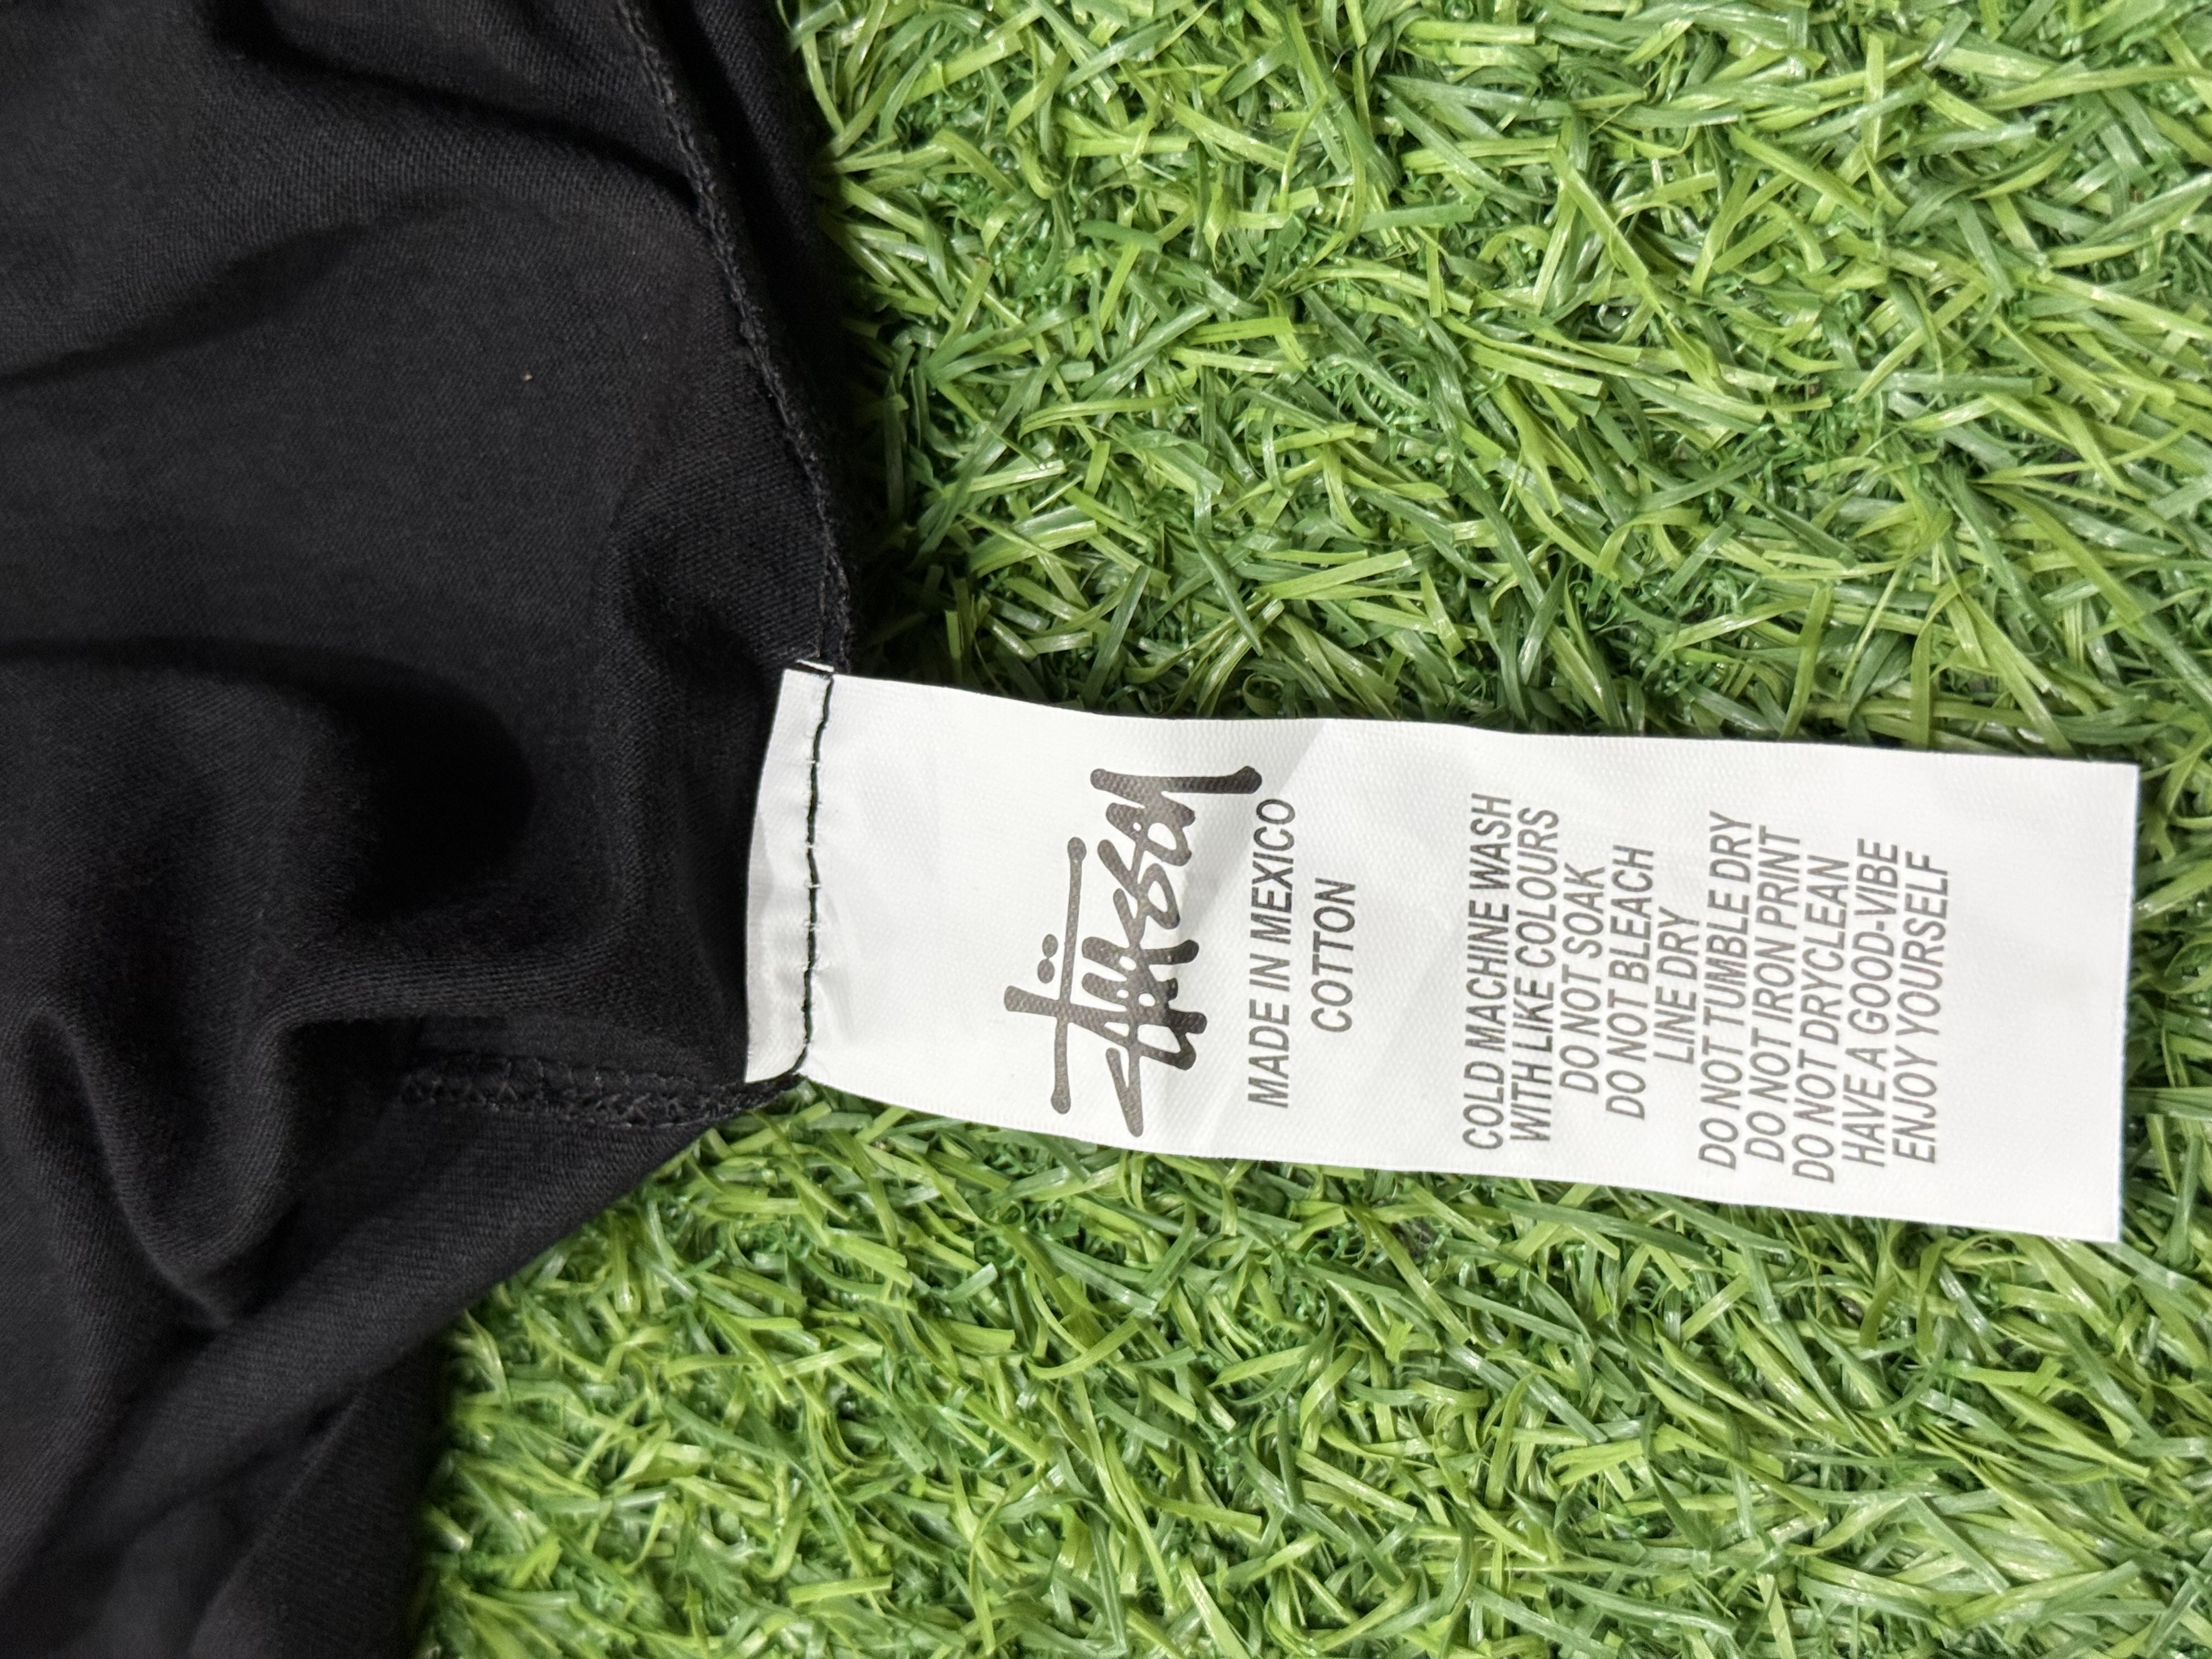 Stüssy
MADE IN MEXICO
COTTON
COLD MACHINE WASH
WITH LIKE COLOURS
DO NOT SOAK
DO NOT BLEACH
LINE DRY
DO NOT TUMBLE DRY
DO NOT IRON PRINT
DO NOT DRYCLEAN
HAVE A GOOD-VIBE
ENJOY YOURSELF